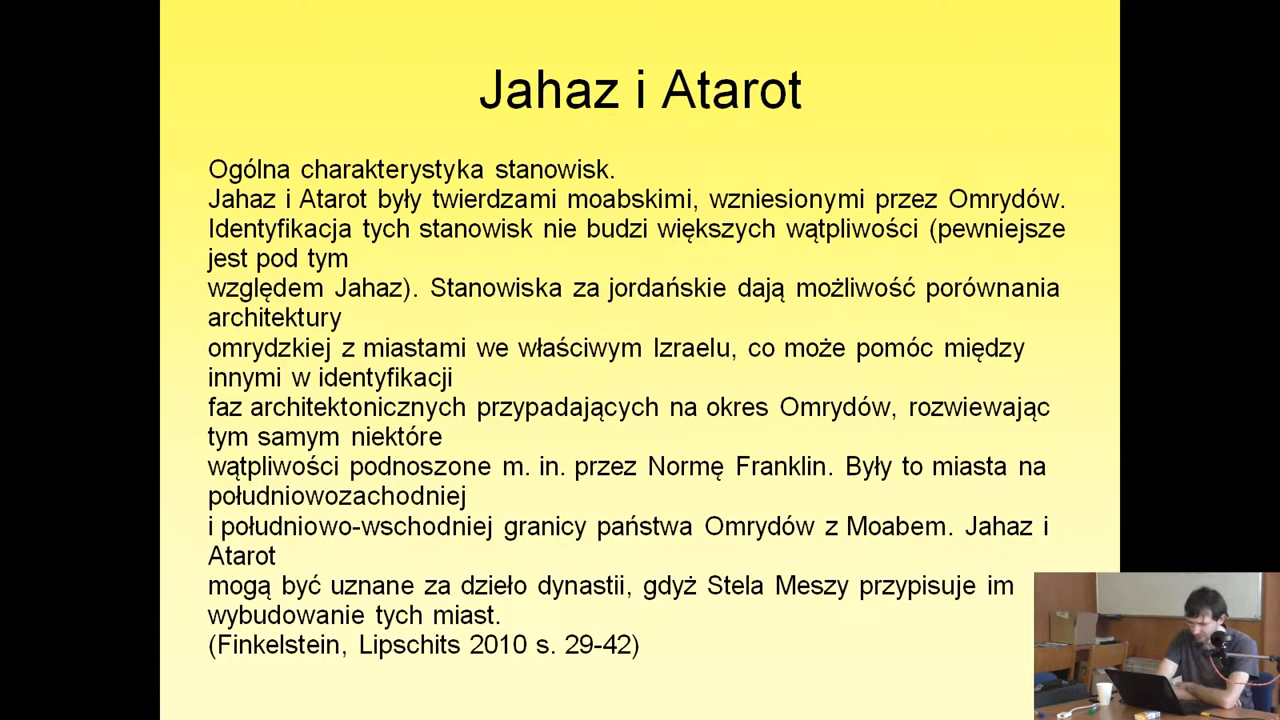 Jahaz i Atarot
Ogólna charakterystyka stanowisk.
Jahaz i Atarot były twierdzami moabskimi, wzniesionymi przez Omrydów.
Identyfikacja tych stanowisk nie budzi większych wątpliwości (pewniejsze
jest pod tym
względem Jahaz). Stanowiska za jordańskie dają możliwość porównania
architektury
omrydzkiej z miastami we właściwym Izraelu, co może pomóc między
innymi w identyfikacji
faz architektonicznych przypadających na okres Omrydów, rozwiewając
tym samym niektóre
wątpliwości podnoszone m. in. przez Normę Franklin. Były to miasta na
południowozachodniej
i południowo-wschodniej granicy państwa Omrydów z Moabem. Jahaz i
Atarot
mogą być uznane za dzieło dynastii, gdyż Stela Meszy przypisuje im
wybudowanie tych miast.
(Finkelstein, Lipschits 2010 s. 29-42)